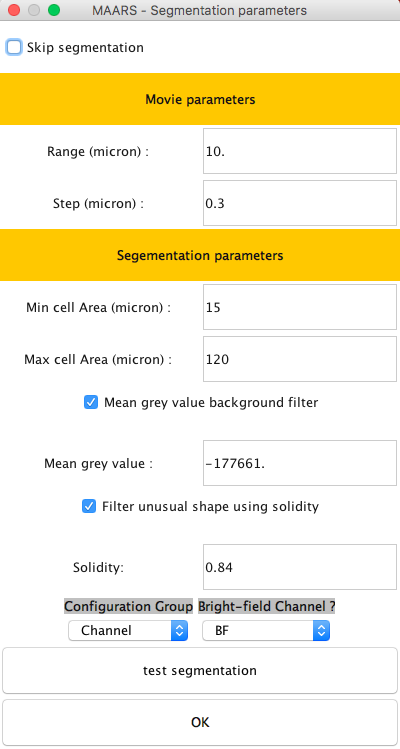 MAARS - Segmentation parameters
Skip segmentation
Movie parameters
Range (micron) : 10.
Step (micron) : 0.3
Segementation parameters
Min cell Area (micron) : 15
Max cell Area (micron) : 120
Mean grey value background filter
Mean grey value : -177661.
Filter unusual shape using solidity
Solidity: 0.84
Configuration Group Bright-field Channel ?
Channel BF
test segmentation
OK